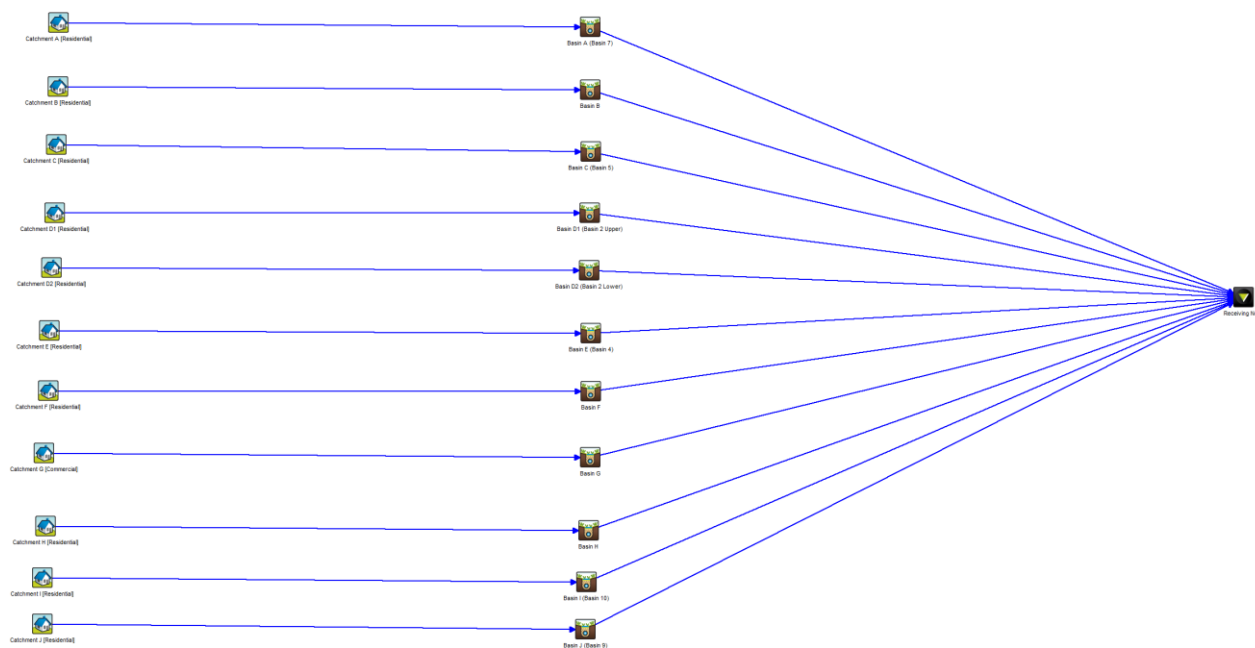 Catchment A [Residential]
Basin A (Basin 7)
Catchment B [Residential]
Basin B
Catchment C [Residential]
Basin C (Basin 5)
Catchment D1 [Residential]
Basin D1 (Basin 2 Upper)
Catchment D2 [Residential]
Basin D2 (Basin 2 Lower)
Receiving N
Catchment E [Residential]
Basin E (Basin 4)
Catchment F [Residential]
Basin F
Catchment G [Commercial]
Basin G
Catchment H [Residential]
Basin H
Catchment I [Residential]
Basin I (Basin 10)
Catchment J [Residential]
Basin J (Basin 9)